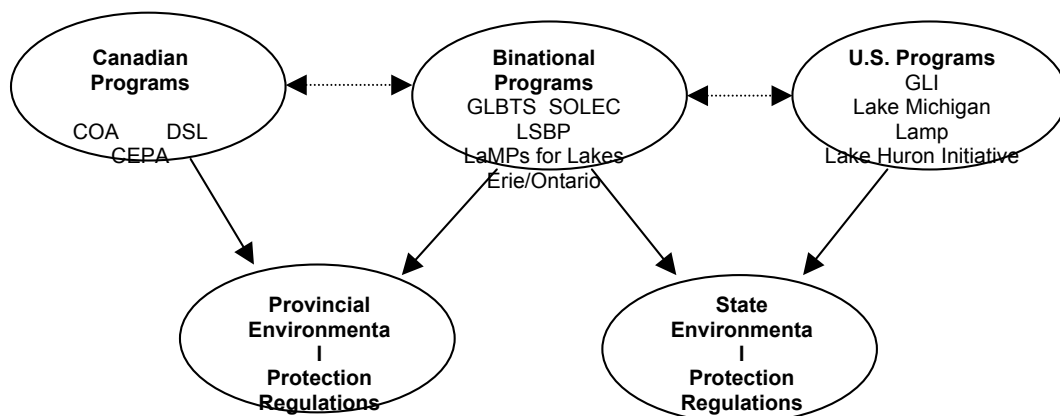 Canadian
Programs
COA DSL
CEPA
Binational
Programs
GLBTS SOLEC
LSBP
LaMPs for Lakes
Erie/Ontario
U.S. Programs
GLI
Lake Michigan
Lamp
Lake Huron Initiative
Provincial
Environmenta
l
Protection
Regulations
State
Environmenta
l
Protection
Regulations